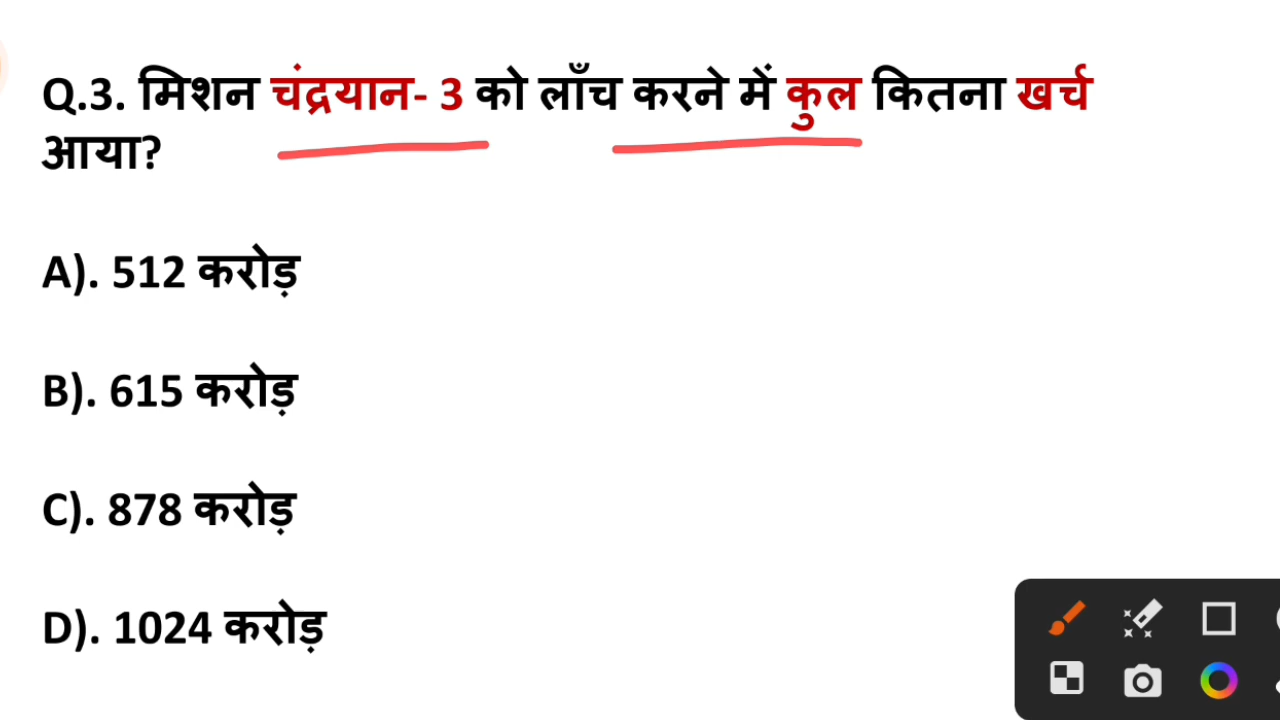 Q.3. मिशन चंद्रयान- 3 को लाँच करने में कुल कितना खर्च
आया?
A). 512 करोड़
B). 615 करोड़
C). 878 करोड़
D). 1024 करोड़